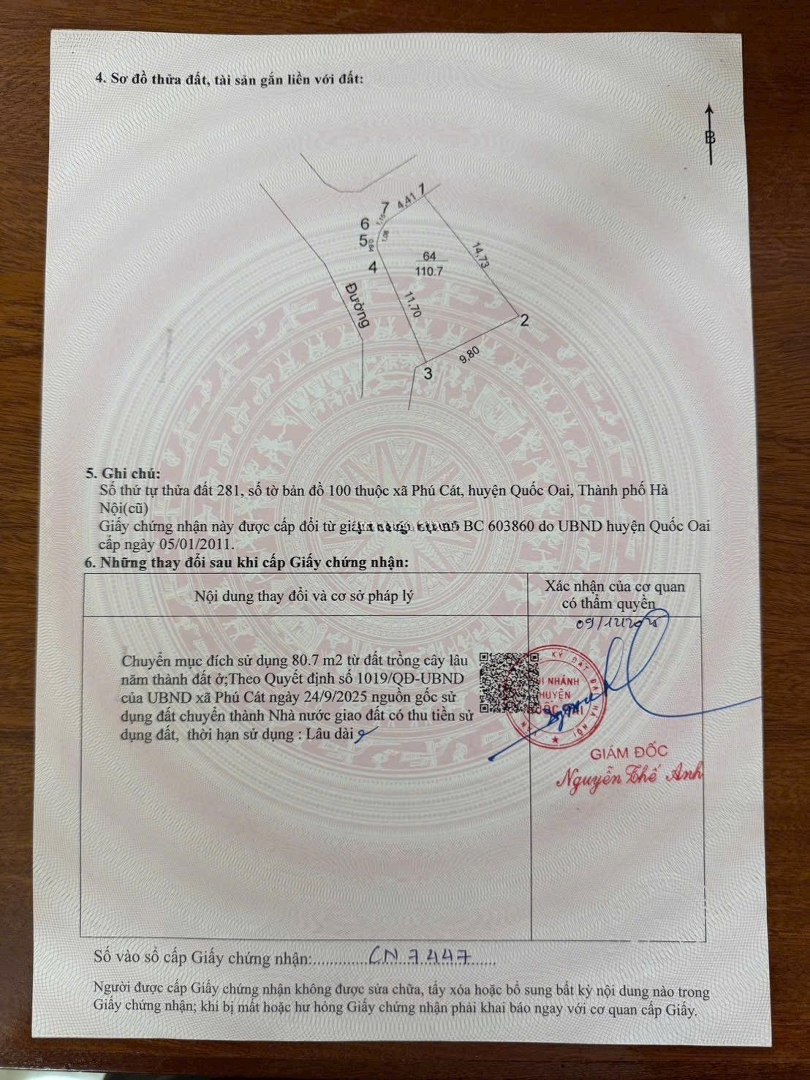 4. Sơ đồ thửa đất, tài sản gắn liền với đất:
B
1
4,41
7
6
5
0,64
4
64
110.7
14,73
11,70
Đường
2
9,80
3
5. Ghi chú:
Số thứ tự thửa đất 281, số tờ bản đồ 100 thuộc xã Phú Cát, huyện Quốc Oai, Thành phố Hà
Nội(cũ)
Giấy chứng nhận này được cấp đổi từ BC 603860 do UBND huyện Quốc Oai
cấp ngày 05/01/2011.
6. Những thay đổi sau khi cấp Giấy chứng nhận:
Nội dung thay đổi và cơ sở pháp lý
Xác nhận của cơ quan
có thẩm quyền
Chuyển mục đích sử dụng 80.7 m2 từ đất trồng cây lâu
năm thành đất ở;Theo Quyết định số 1019/QĐ-UBND
của UBND xã Phú Cát ngày 24/9/2025 nguồn gốc sử
dụng đất chuyển thành Nhà nước giao đất có thu tiền sử
dụng đất, thời hạn sử dụng : Lâu dài
NHÁNH
HUYỆN
GIÁM ĐỐC
Nguyễn Thế Anh
Số vào sổ cấp Giấy chứng nhận:............CN 7447......
Người được cấp Giấy chứng nhận không được sửa chữa, tẩy xóa hoặc bổ sung bất kỳ nội dung nào trong
Giấy chứng nhận; khi bị mất hoặc hư hỏng Giấy chứng nhận phải khai báo ngay với cơ quan cấp Giấy.